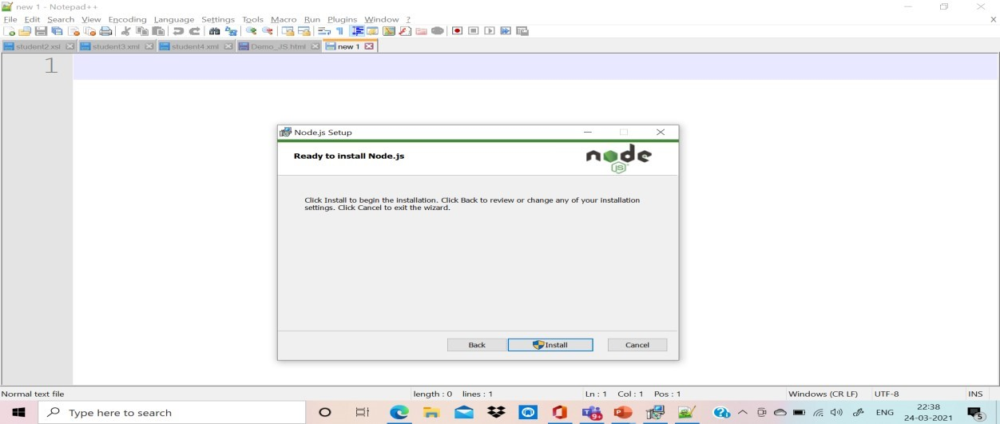 new 1 - Notepad++
File Edit Search View Encoding Language Settings Tools Macro Run Plugins Window ? X
student2.xsl student3.xml student4.xml Demo_JS.html new 1
1
Node.js Setup
Ready to install Node.js
node
JS
Click Install to begin the installation. Click Back to review or change any of your installation
settings. Click Cancel to exit the wizard.
Back Install Cancel
Normal text file length : 0 lines : 1 Ln : 1 Col : 1 Pos : 1 Windows (CR LF) UTF-8 INS
Type here to search ENG 22:38
24-03-2021